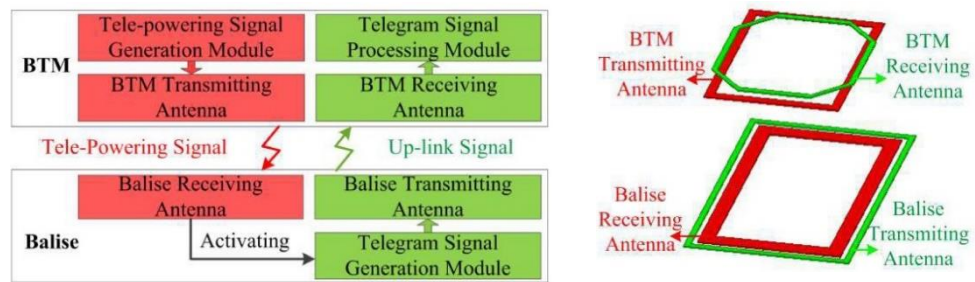 BTM
Tele-powering Signal
Generation Module
BTM Transmitting
Antenna
Telegram Signal
Processing Module
BTM Receiving
Antenna
Tele-Powering Signal
Up-link Signal
Balise
Balise Receiving
Antenna
Activating
Balise Transmitting
Antenna
Telegram Signal
Generation Module
BTM
Transmitting
Antenna
BTM
Receiving
Antenna
Balise
Receiving
Antenna
Balise
Transmiting
Antenna